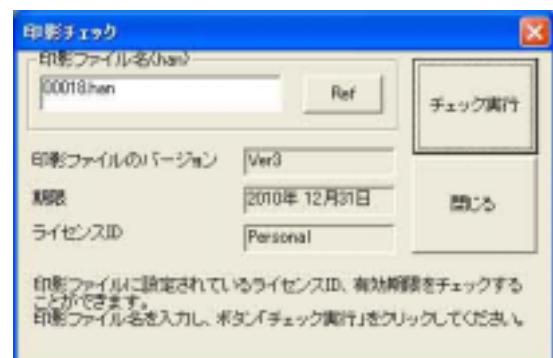 印影チェック
印影ファイル名(han)
00018.han
Ref
チェック実行
印影ファイルのバージョン
Ver3
期限
2010年 12月31日
閉じる
ライセンスID
Personal
印影ファイルに設定されているライセンスID、有効期限をチェックする
ことができます。
印影ファイル名を入力し、ボタン「チェック実行」をクリックしてください。